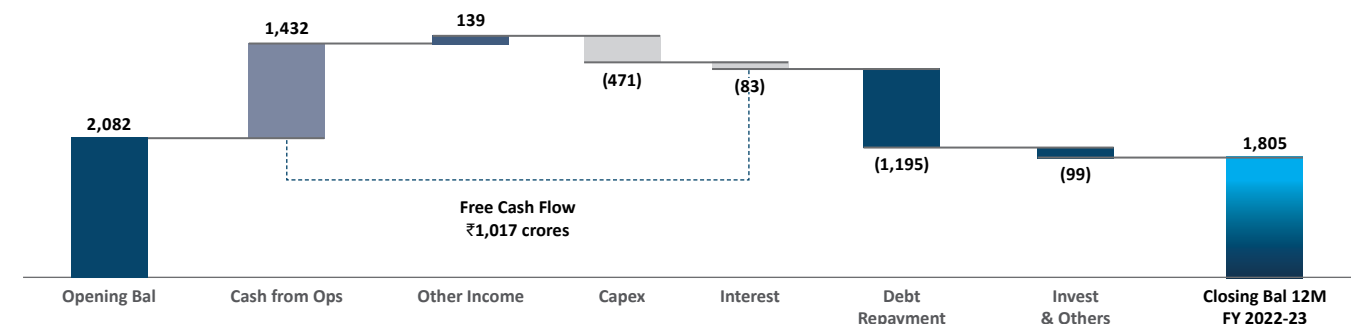 1,432
139
2,082
(471)
(83)
(1,195)
(99)
1,805
Free Cash Flow
₹1,017 crores
Opening Bal
Cash from Ops
Other Income
Capex
Interest
Debt
Repayment
Invest
& Others
Closing Bal 12M
FY 2022-23